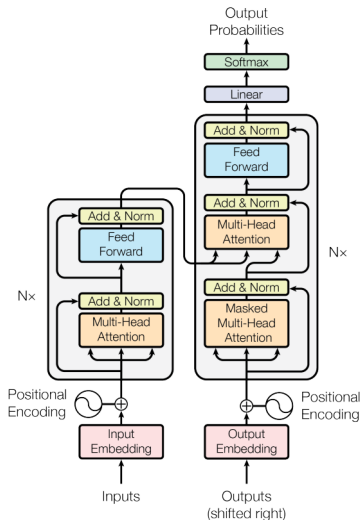 Output
Probabilities
Softmax
Linear
Add & Norm
Feed
Forward
Add & Norm
Multi-Head
Attention
Add & Norm
Masked
Multi-Head
Attention
Nx
Positional
Encoding
Output
Embedding
Outputs
(shifted right)
Add & Norm
Feed
Forward
Add & Norm
Multi-Head
Attention
Nx
Positional
Encoding
Input
Embedding
Inputs